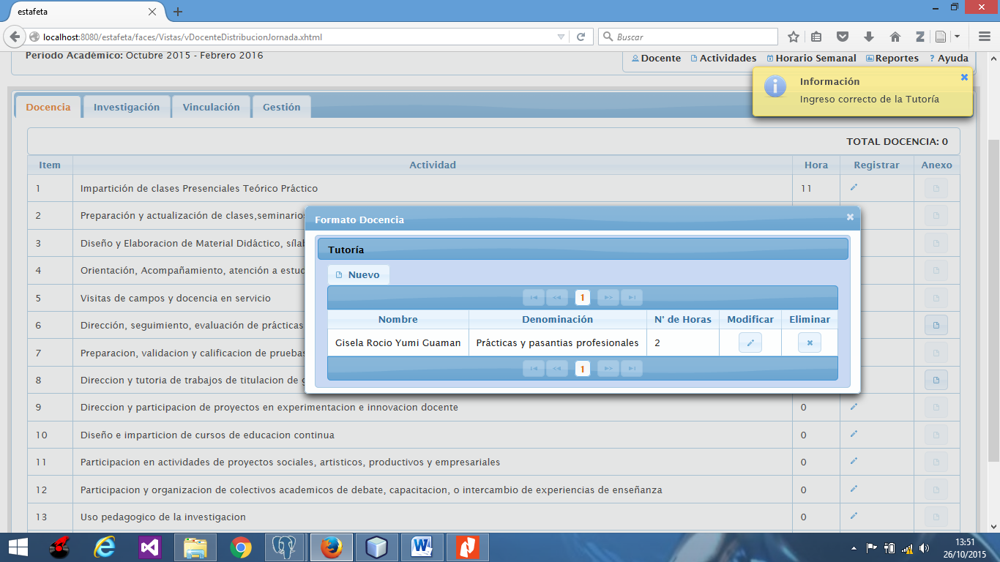 estafeta
localhost:8080/estafeta/faces/Vistas/vDocenteDistribucionJornada.xhtml
Buscar
Periodo Académico: Octubre 2015 - Febrero 2016
Docente Actividades Horario Semanal Reportes ? Ayuda
Información
Ingreso correcto de la Tutoría
Docencia Investigación Vinculación Gestión
TOTAL DOCENCIA: 0
Item Actividad Hora Registrar Anexo
1 Impartición de clases Presenciales Teórico Práctico 11
2 Preparación y actualización de clases,seminarios
3 Diseño y Elaboracion de Material Didáctico,
4 Orientación, Acompañamiento, atención a
5 Visitas de campos y docencia en servicio
6 Dirección, seguimiento, evaluación de prácticas
7 Preparacion, validacion y calificacion de pruebas
8 Direccion y tutoria de trabajos de titulacion de
Formato Docencia
Tutoría
Nuevo
1
Nombre Denominación N° de Horas Modificar Eliminar
Gisela Rocio Yumi Guaman Prácticas y pasantias profesionales 2
1
9 Direccion y participacion de proyectos en experimentacion e innovacion docente 0
10 Diseño e imparticion de cursos de educacion continua 0
11 Participacion en actividades de proyectos sociales, artisticos, productivos y empresariales 0
12 Participacion y organizacion de colectivos academicos de debate, capacitacion, o intercambio de experiencias de enseñanza 0
13 Uso pedagogico de la investigacion 0
13:51
26/10/2015